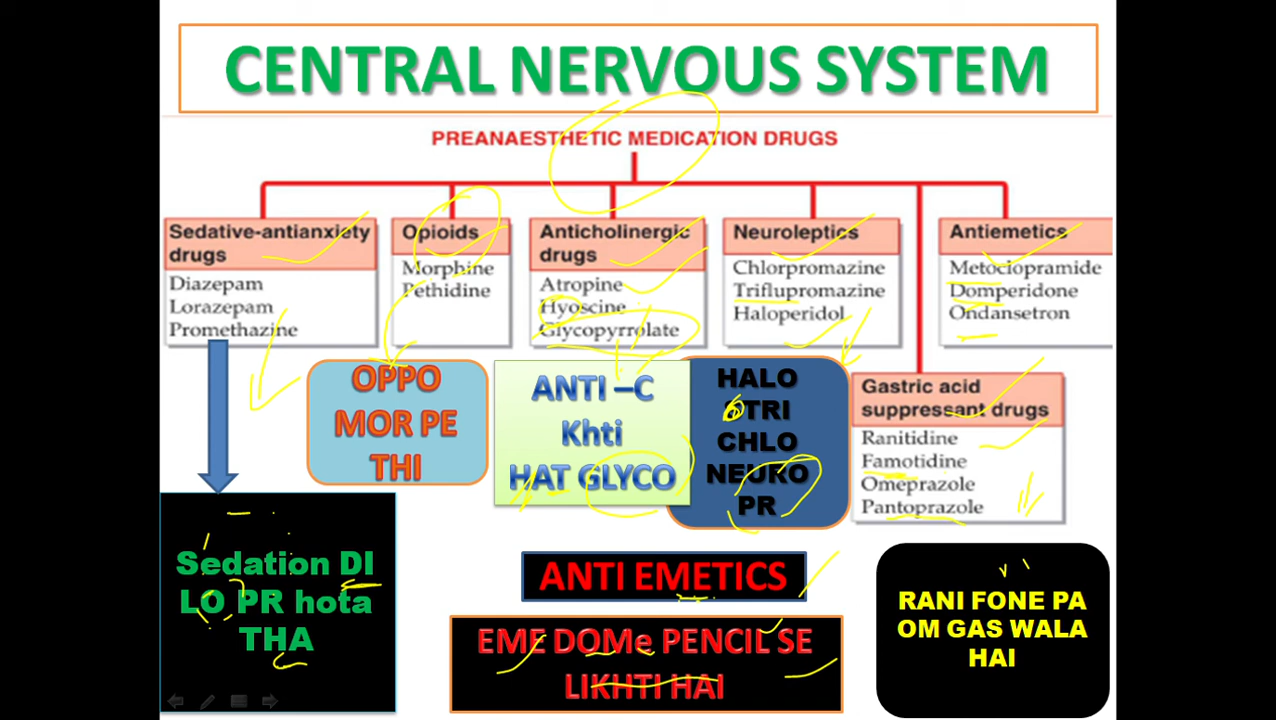 CENTRAL NERVOUS SYSTEM
PREANAESTHETIC MEDICATION DRUGS
Sedative-antianxiety
drugs
Diazepam
Lorazepam
Promethazine
Opioids
Morphine
Pethidine
Anticholinergic
drugs
Atropine
Hyoscine
Glycopyrrolate
Neuroleptics
Chlorpromazine
Triflupromazine
Haloperidol
Antiemetics
Metoclopramide
Domperidone
Ondansetron
Gastric acid
suppressant drugs
Ranitidine
Famotidine
Omeprazole
Pantoprazole
OPPO
MOR PE
THI
ANTI –C
Khti
HAT GLYCO
HALO
TRI
CHLO
NEURO
PR
Sedation DI
LO PR hota
THA
ANTI EMETICS
EME DOMe PENCIL SE
LIKHTI HAI
RANI FONE PA
OM GAS WALA
HAI